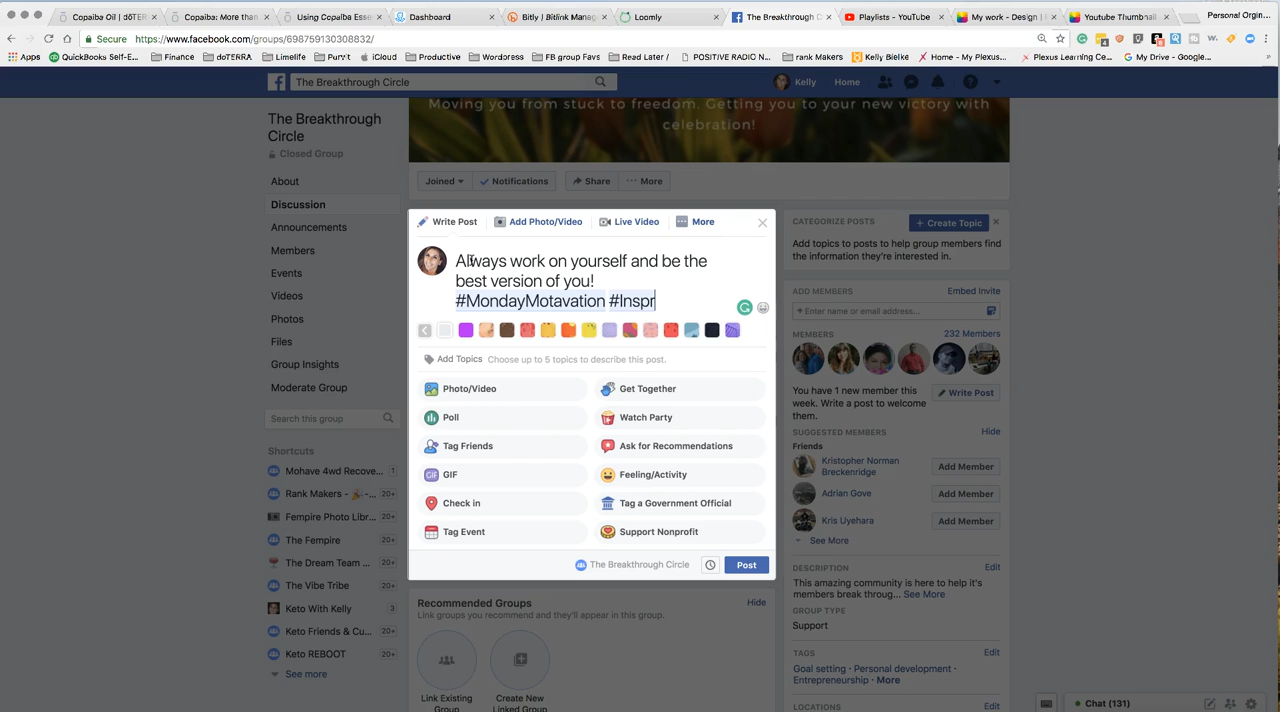 Copaiba Oil | dōTER
Copaiba: More than
Using Copaiba Esse
Dashboard
Bitly | Bitlink Manag
Loomly
The Breakthrough C
Playlists - YouTube
My work - Design
Youtube Thumbnail
Personal Orgin...
Secure https://www.facebook.com/groups/698759130308832/
Apps
QuickBooks Self-E...
Finance
doTERRA
Limelife
Puru'it
iCloud
Productive
Wordpress
FB group Favs
Read Later /
POSITIVE RADIO N...
rank Makers
Kelly Bielke
Home - My Plexus...
Plexus Learning Ce...
My Drive - Google...
The Breakthrough Circle
Kelly
Home
The Breakthrough
Circle
Closed Group
About
Discussion
Announcements
Members
Events
Videos
Photos
Files
Group Insights
Moderate Group
Search this group
Shortcuts
Mohave 4wd Recove... 1
Rank Makers - 20+
Fempire Photo Libr... 20+
The Fempire 20+
The Dream Team ... 20+
The Vibe Tribe 20+
Keto With Kelly 3
Keto Friends & Cu... 20+
Keto REBOOT 20+
See more
Moving you from stuck to freedom. Getting you to your new victory with
celebration!
Joined
Notifications
Share
More
Write Post
Add Photo/Video
Live Video
More
Always work on yourself and be the
best version of you!
#MondayMotavation #Inspr
Add Topics Choose up to 5 topics to describe this post.
Photo/Video
Get Together
Poll
Watch Party
Tag Friends
Ask for Recommendations
GIF
Feeling/Activity
Check in
Tag a Government Official
Tag Event
Support Nonprofit
The Breakthrough Circle
Post
Recommended Groups
Hide
Link groups you recommend and they'll appear in this group.
Link Existing
Group
Create New
Linked Group
CATEGORIZE POSTS
+ Create Topic
Add topics to posts to help group members find
the information they're interested in.
ADD MEMBERS
Embed Invite
+ Enter name or email address...
MEMBERS
232 Members
You have 1 new member this
week. Write a post to welcome
them.
Write Post
SUGGESTED MEMBERS
Hide
Friends
Kristopher Norman
Breckenridge
Add Member
Adrian Gove
Add Member
Kris Uyehara
Add Member
See More
DESCRIPTION
Edit
This amazing community is here to help it's
members break throug... See More
GROUP TYPE
Support
TAGS
Edit
Goal setting · Personal development ·
Entrepreneurship · More
LOCATIONS
Edit
Chat (131)